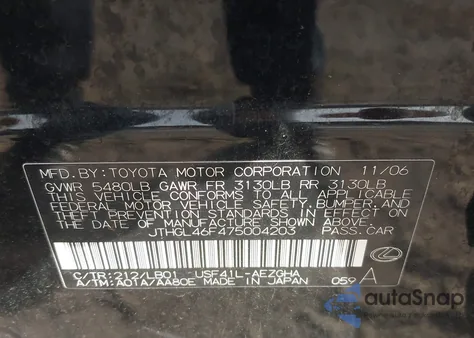 MFD. BY: TOYOTA MOTOR CORPORATION 11/06
GVWR 5480LB GAWR FR 3130LB RR 3130LB
THIS VEHICLE CONFORMS TO ALL APPLICABLE
FEDERAL MOTOR VEHICLE SAFETY, BUMPER, AND
THEFT PREVENTION STANDARDS IN EFFECT ON
THE DATE OF MANUFACTURE SHOWN ABOVE.
JTHGL46F475004203 PASS.CAR
C/TR:212/LB01 USF41L-AEZGHA
A/TM:A01A/AA80E MADE IN JAPAN 059 A
autoSnap